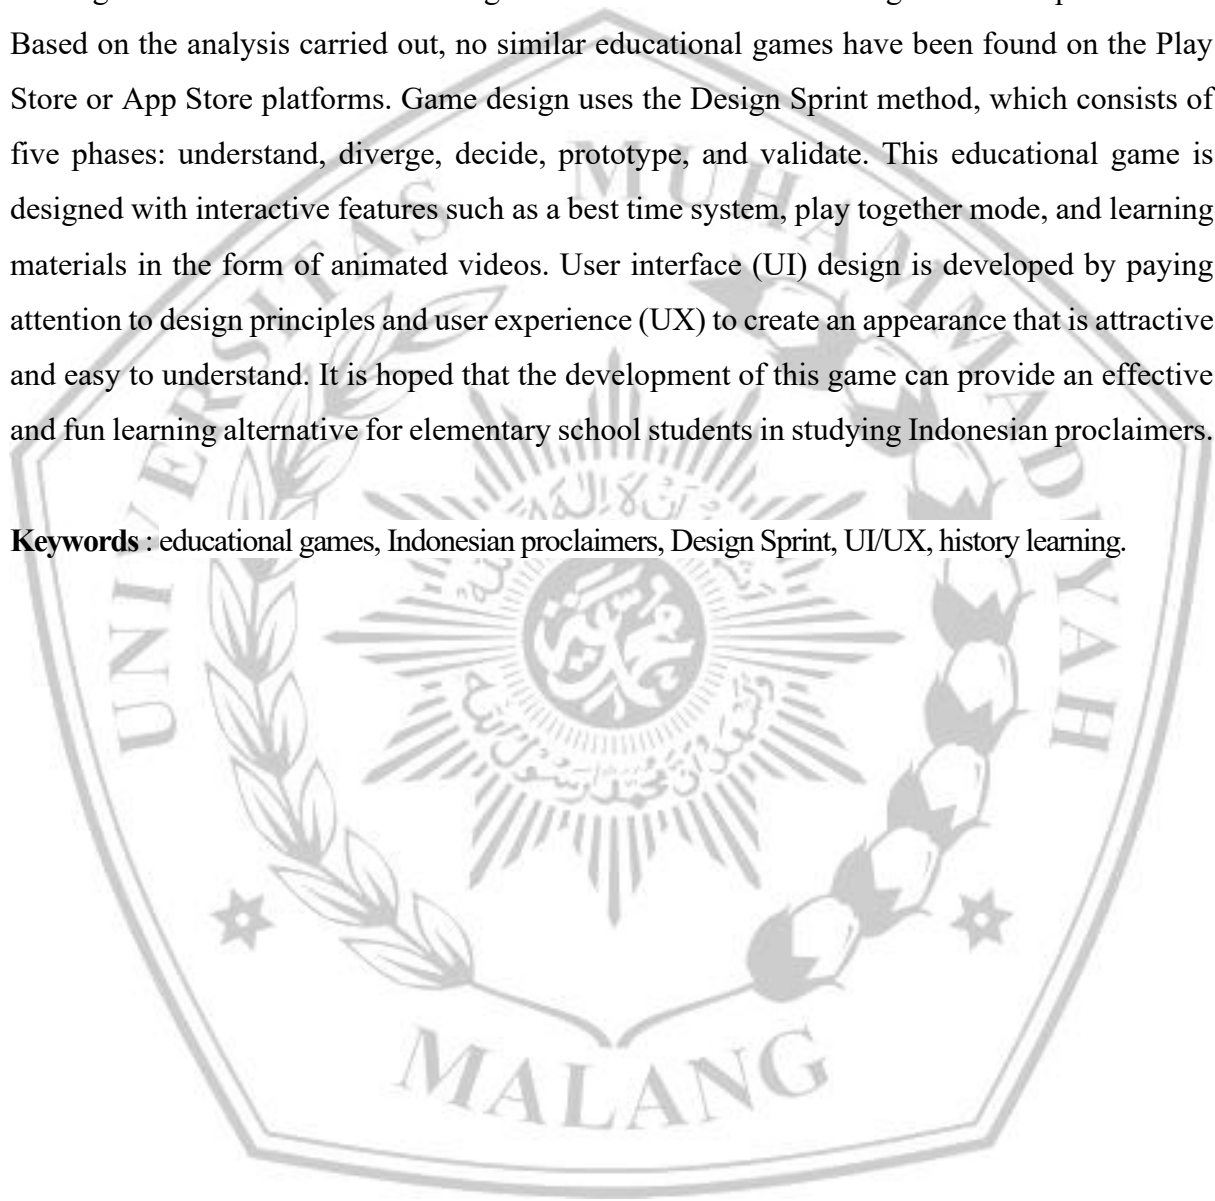 Based on the analysis carried out, no similar educational games have been found on the Play
Store or App Store platforms. Game design uses the Design Sprint method, which consists of
five phases: understand, diverge, decide, prototype, and validate. This educational game is
designed with interactive features such as a best time system, play together mode, and learning
materials in the form of animated videos. User interface (UI) design is developed by paying
attention to design principles and user experience (UX) to create an appearance that is attractive
and easy to understand. It is hoped that the development of this game can provide an effective
and fun learning alternative for elementary school students in studying Indonesian proclaimers.
Keywords : educational games, Indonesian proclaimers, Design Sprint, UI/UX, history learning.
UNIVERSITAS MUHAMMADIYAH
MALANG